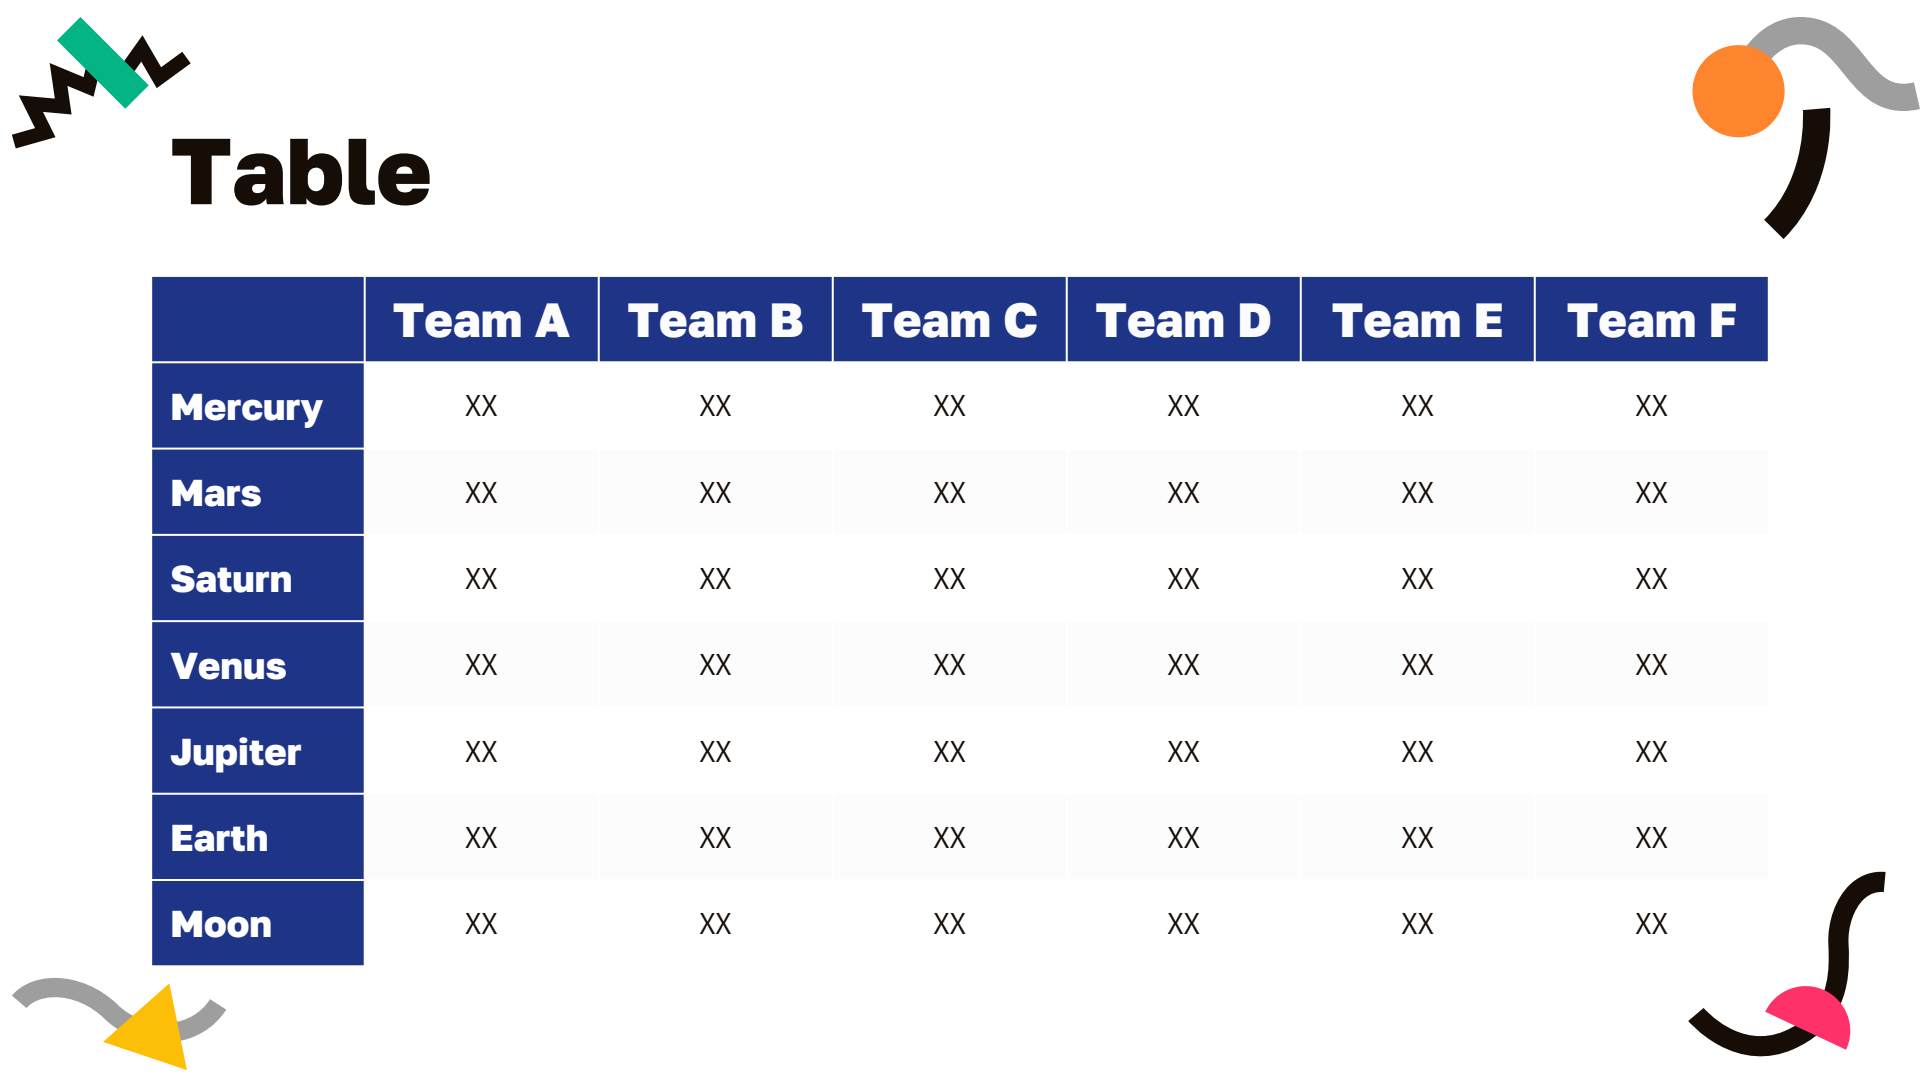 Table
Team A Team B Team C Team D Team E Team F
Mercury XX XX XX XX XX XX
Mars XX XX XX XX XX XX
Saturn XX XX XX XX XX XX
Venus XX XX XX XX XX XX
Jupiter XX XX XX XX XX XX
Earth XX XX XX XX XX XX
Moon XX XX XX XX XX XX